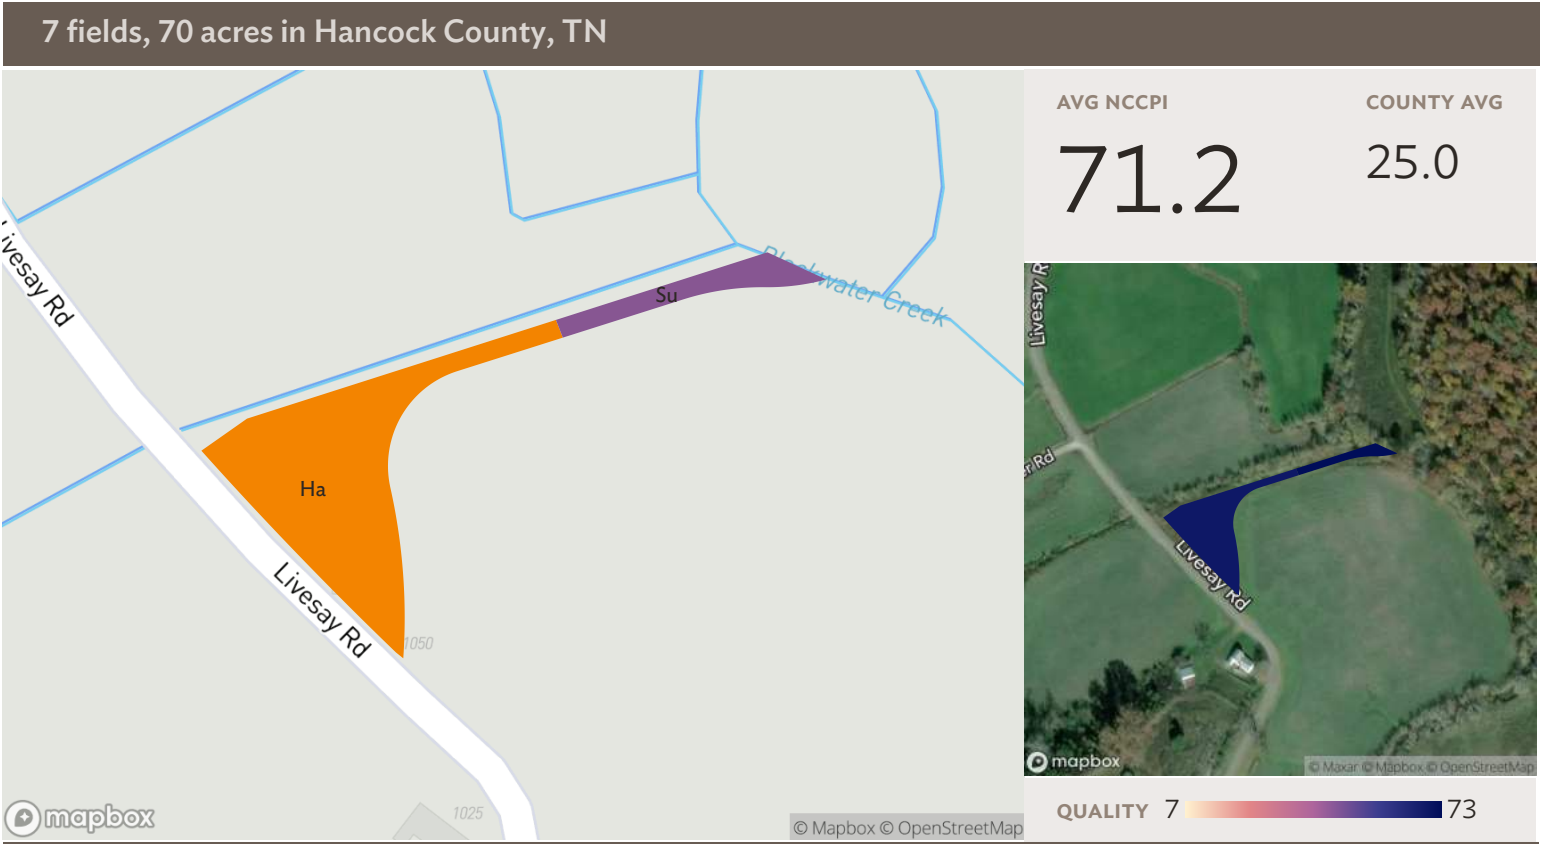 7 fields, 70 acres in Hancock County, TN
AVG NCCPI
COUNTY AVG
71.2
25.0
Livesay Rd
Blackwater Creek
Su
Ha
Livesay Rd
1050
1025
mapbox
© Mapbox © OpenStreetMap
Livesay R
er Rd
Livesay Rd
mapbox
© Maxar © Mapbox © OpenStreetMap
QUALITY 7 73